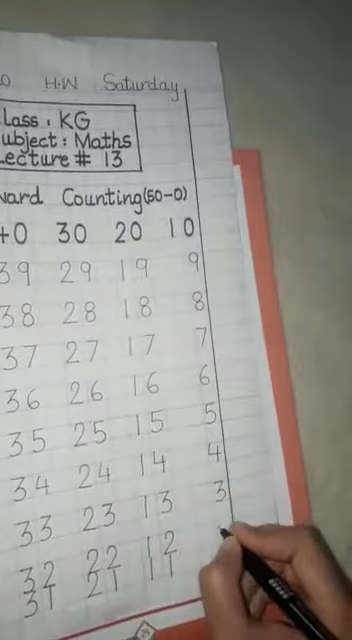 H.W Saturday
lass : KG
ubject : Maths
ecture # 13
ward Counting(50-0)
40 30 20 10
39 29 19 9
38 28 18 8
37 27 17 7
36 26 16 6
35 25 15 5
34 24 14 4
33 23 13 3
32 22 12
31 21 11